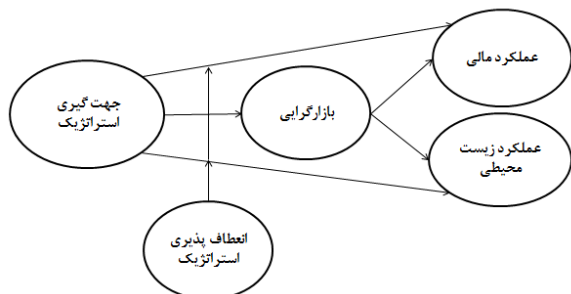 عملکرد مالی
جهت گیری
استراتژیک
بازارگرایی
عملکرد زیست
محیطی
انعطاف پذیری
استراتژیک